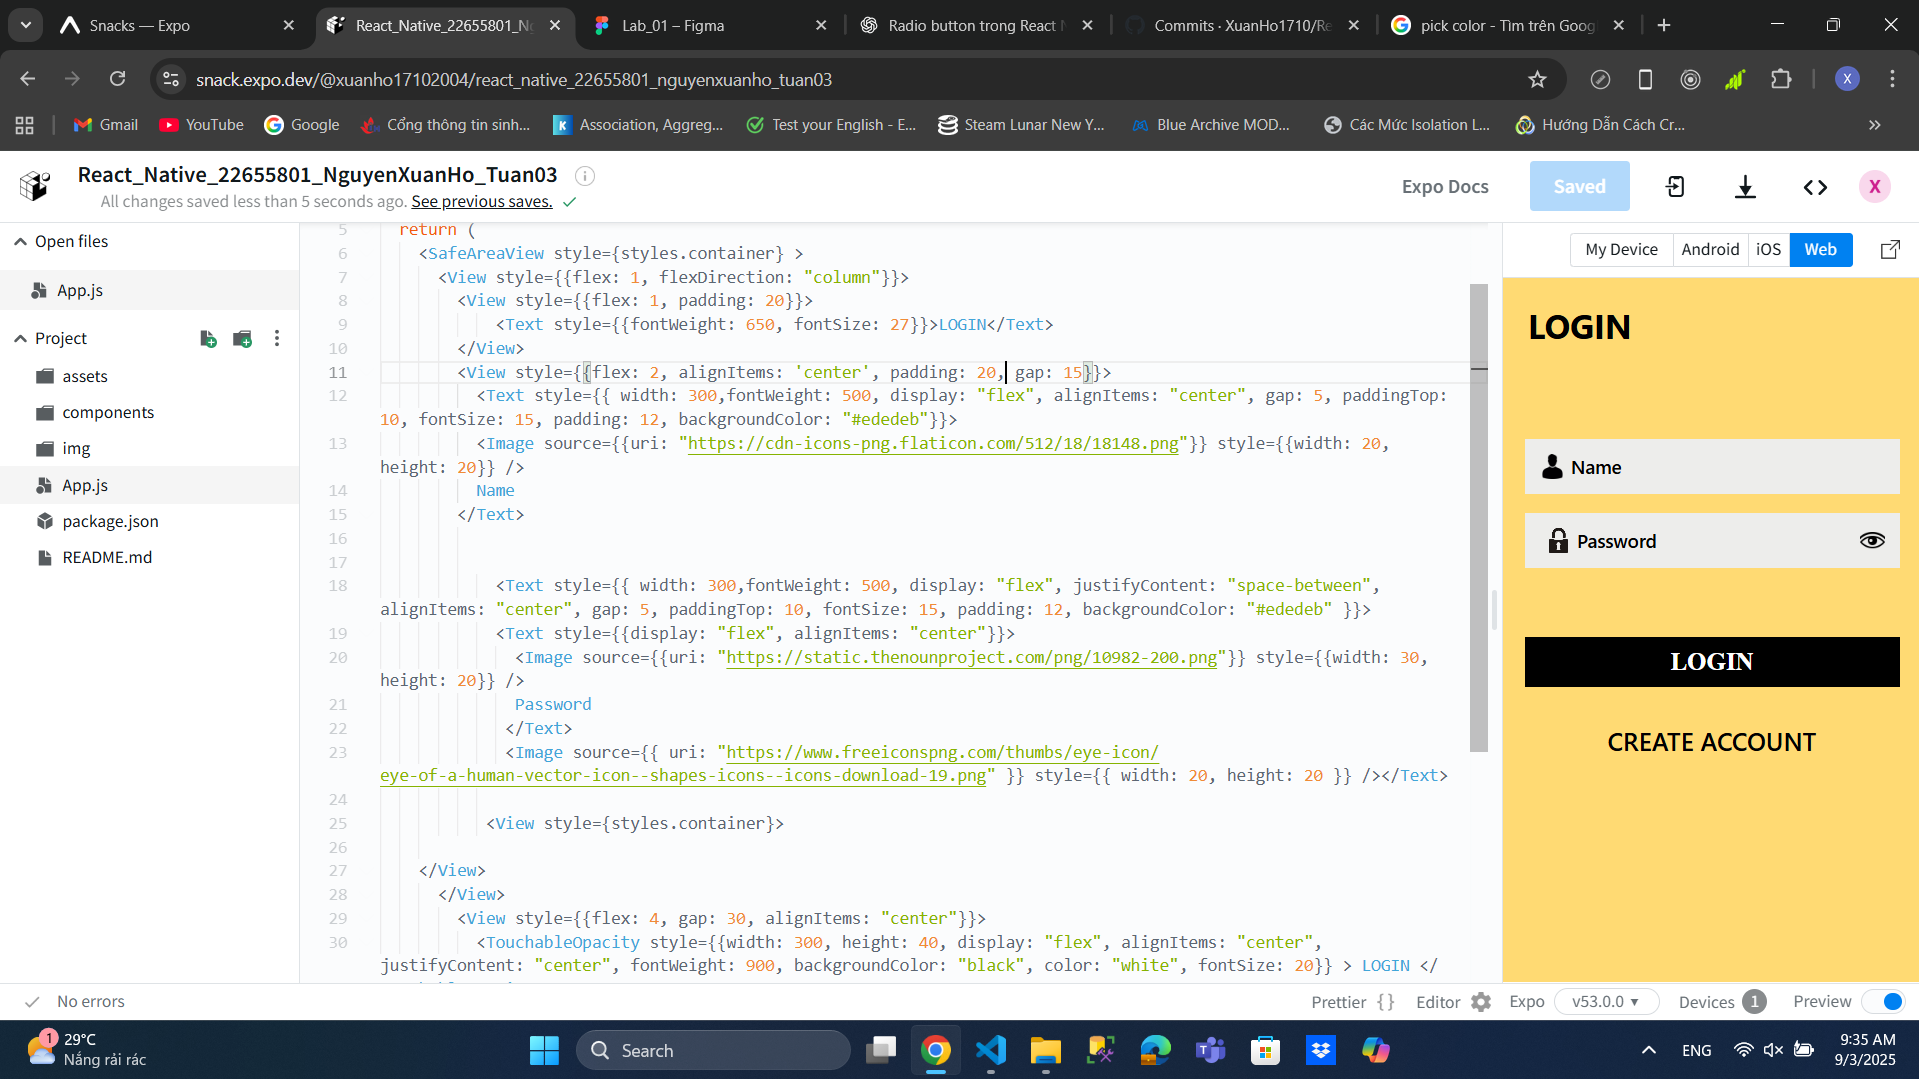 Snacks — Expo
React_Native_22655801_Ng
Lab_01 – Figma
Radio button trong React N
Commits · XuanHo1710/Re
pick color - Tìm trên Goog
snack.expo.dev/@xuanho17102004/react_native_22655801_nguyenxuanho_tuan03
X
Gmail
YouTube
Google
Cổng thông tin sinh...
Association, Aggreg...
Test your English - E...
Steam Lunar New Y...
Blue Archive MOD...
Các Mức Isolation L...
Hướng Dẫn Cách Cr...
React_Native_22655801_NguyenXuanHo_Tuan03
All changes saved less than 5 seconds ago. See previous saves.
Expo Docs
Saved
X
Open files
App.js
Project
assets
components
img
App.js
package.json
README.md
5 return (
6 <SafeAreaView style={styles.container} >
7 <View style={{flex: 1, flexDirection: "column"}}>
8 <View style={{flex: 1, padding: 20}}>
9 <Text style={{fontWeight: 650, fontSize: 27}}>LOGIN</Text>
10 </View>
11 <View style={{flex: 2, alignItems: 'center', padding: 20, gap: 15}}>
12 <Text style={{ width: 300,fontWeight: 500, display: "flex", alignItems: "center", gap: 5, paddingTop:
10, fontSize: 15, padding: 12, backgroundColor: "#ededeb"}}>
13 <Image source={{uri: "https://cdn-icons-png.flaticon.com/512/18/18148.png"}} style={{width: 20,
height: 20}} />
14 Name
15 </Text>
16
17
18 <Text style={{ width: 300,fontWeight: 500, display: "flex", justifyContent: "space-between",
alignItems: "center", gap: 5, paddingTop: 10, fontSize: 15, padding: 12, backgroundColor: "#ededeb" }}>
19 <Text style={{display: "flex", alignItems: "center"}}>
20 <Image source={{uri: "https://static.thenounproject.com/png/10982-200.png"}} style={{width: 30,
height: 20}} />
21 Password
22 </Text>
23 <Image source={{ uri: "https://www.freeiconspng.com/thumbs/eye-icon/
eye-of-a-human-vector-icon--shapes-icons--icons-download-19.png" }} style={{ width: 20, height: 20 }} /></Text>
24
25 <View style={styles.container}>
26
27 </View>
28 </View>
29 <View style={{flex: 4, gap: 30, alignItems: "center"}}>
30 <TouchableOpacity style={{width: 300, height: 40, display: "flex", alignItems: "center",
justifyContent: "center", fontWeight: 900, backgroundColor: "black", color: "white", fontSize: 20}} > LOGIN </
My Device
Android
iOS
Web
LOGIN
Name
Password
LOGIN
CREATE ACCOUNT
No errors
Prettier { }
Editor
Expo
v53.0.0
Devices 1
Preview
1
29°C
Nắng rải rác
Search
ENG
9:35 AM
9/3/2025